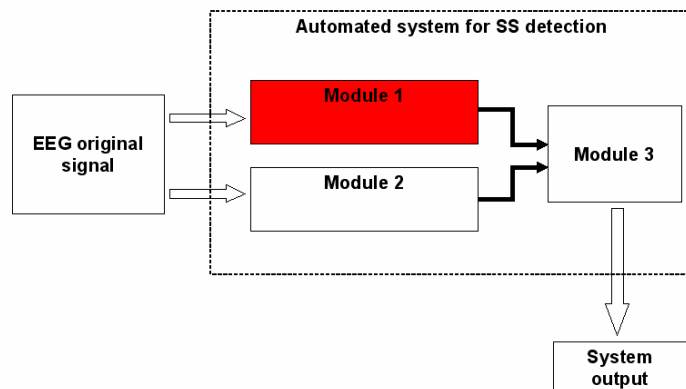 Automated system for SS detection
Module 1
EEG original
signal
Module 3
Module 2
System
output